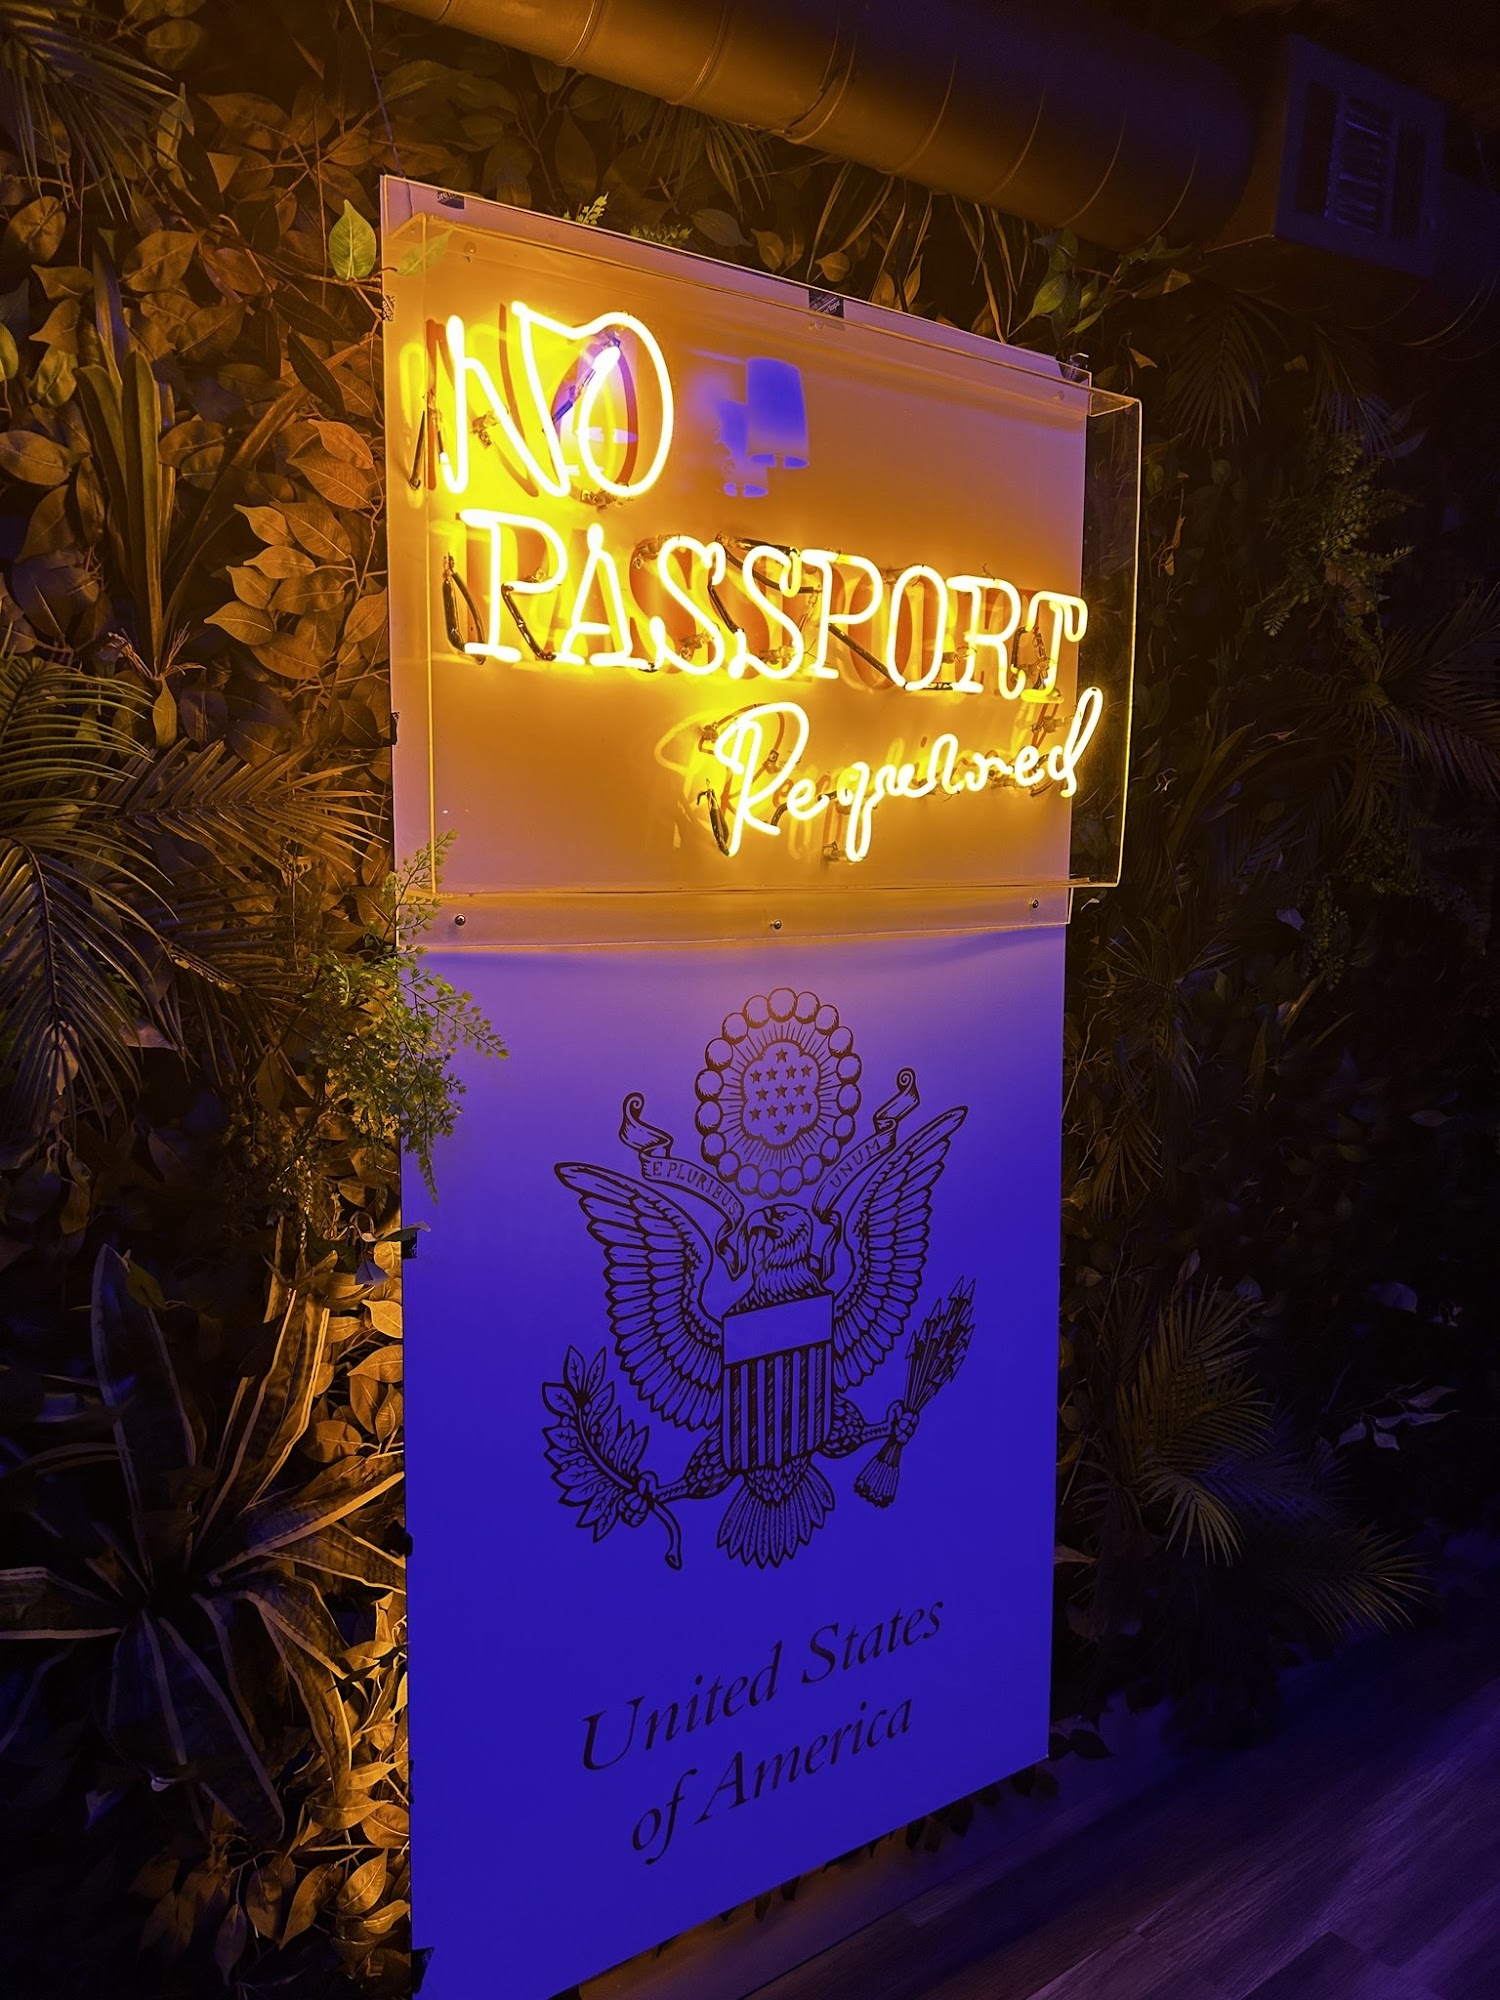 NO
PASSPORT
Required
E PLURIBUS UNUM
United States
of America